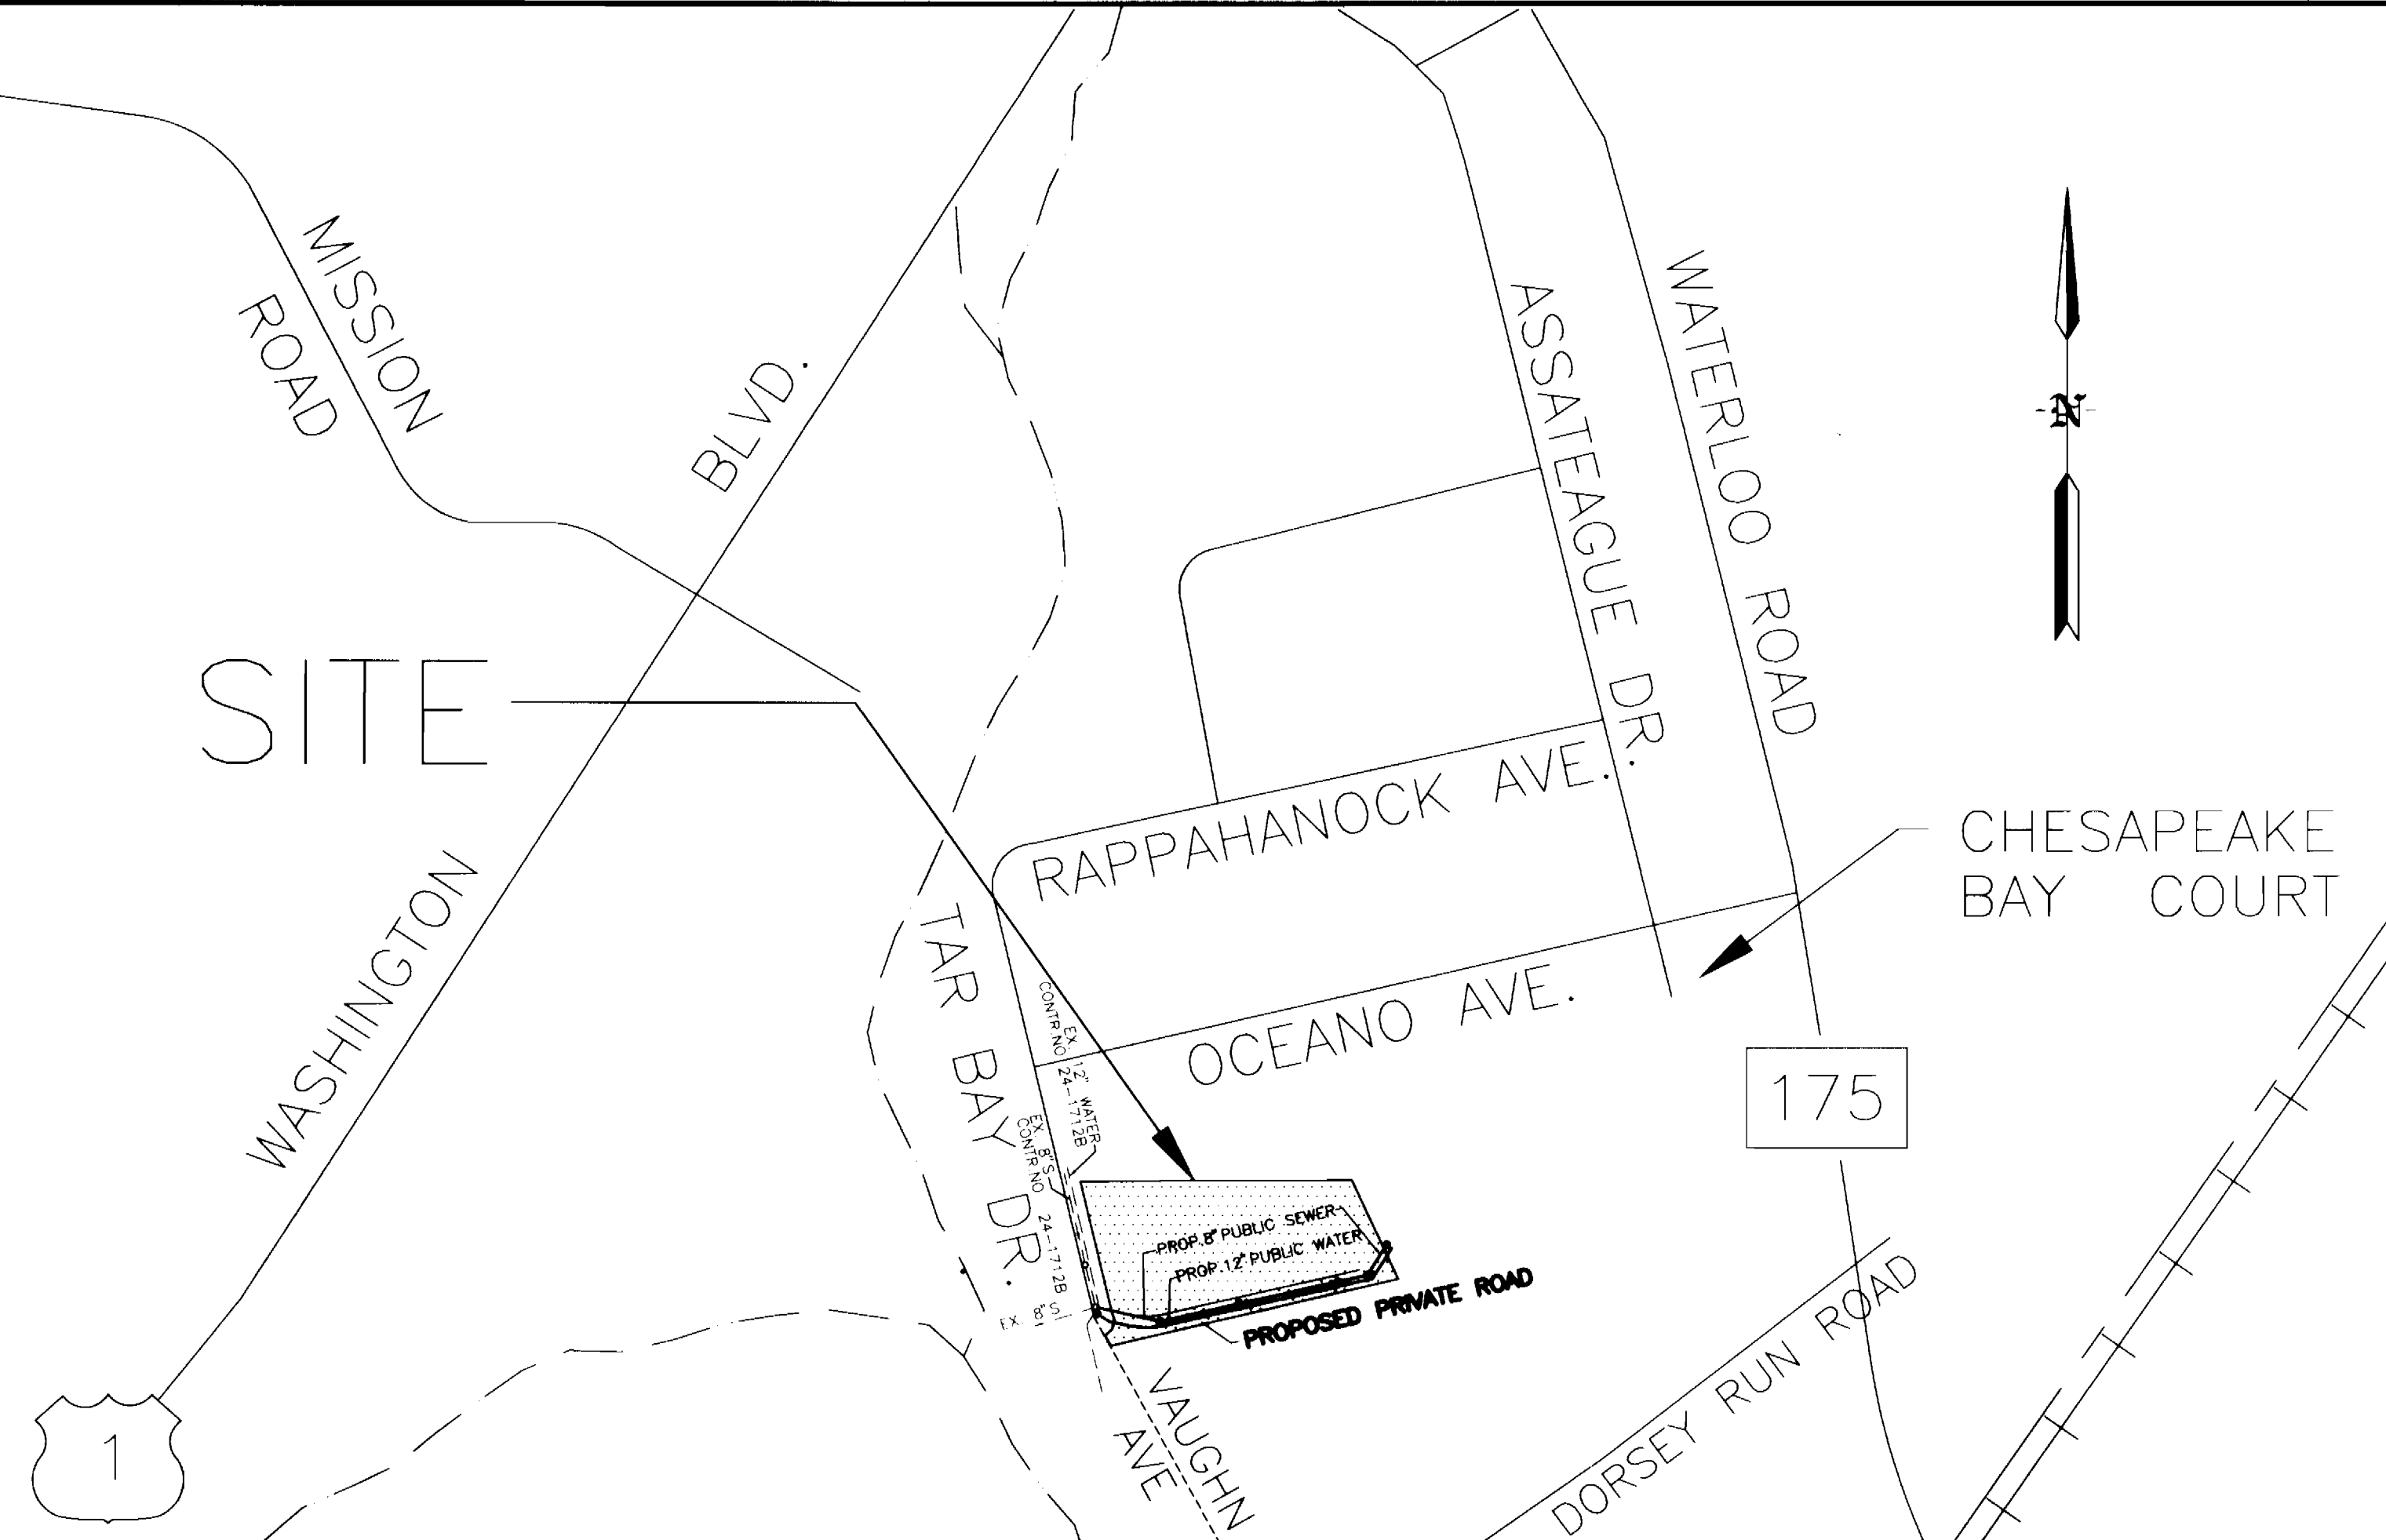 MISSION
ROAD
BLVD.
WASHINGTON
ASSATEAGUE DR.
WATERLOO ROAD
N
SITE
RAPPAHANOCK AVE.
CHESAPEAKE
BAY COURT
TAR BAY DR.
OCEANO AVE.
EX. 12" WATER
CONTR.NO 24-1712B
EX. 8"S
CONTR.NO 24-1712B
175
PROP.8" PUBLIC SEWER
PROP.12" PUBLIC WATER
PROPOSED PRIVATE ROAD
EX. 8"S
VAUGHN
AVE
DORSEY RUN ROAD
1